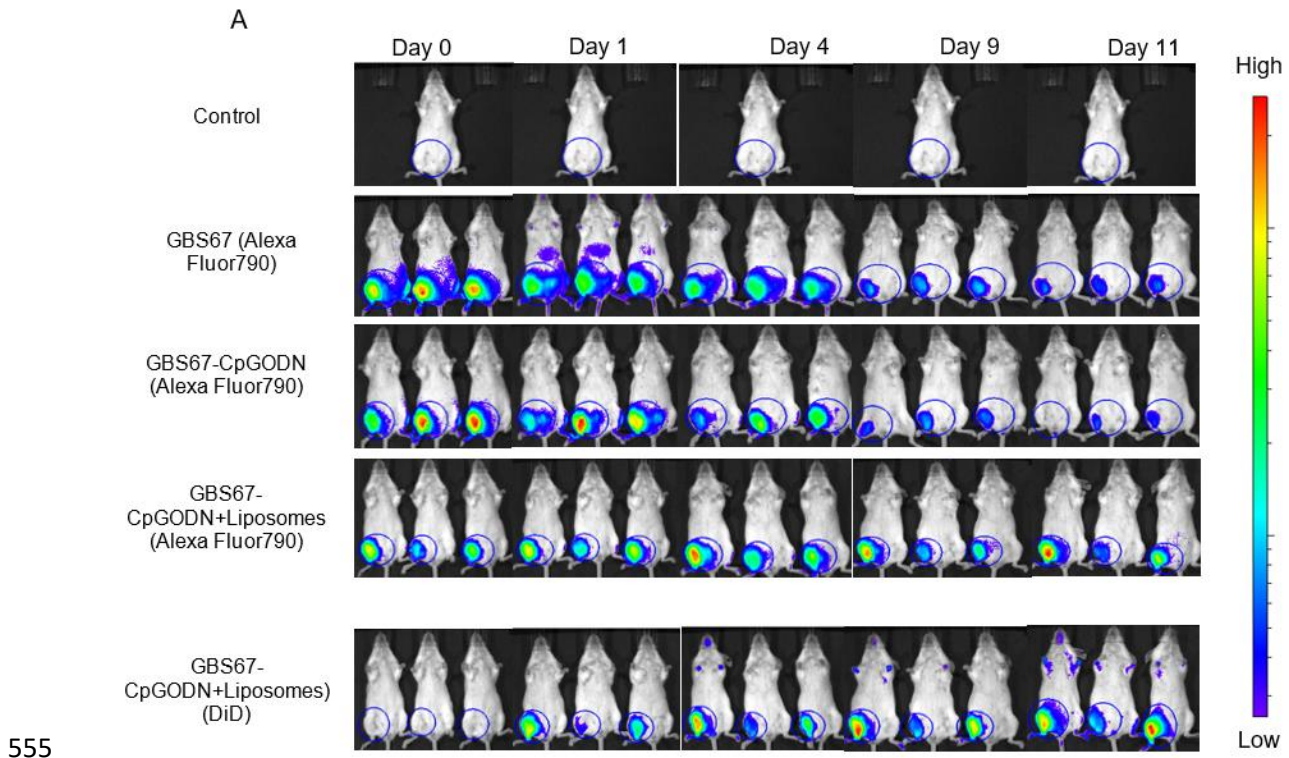 A
Day 0 Day 1 Day 4 Day 9 Day 11
High
Control
GBS67 (Alexa
Fluor790)
GBS67-CpGODN
(Alexa Fluor790)
GBS67-
CpGODN+Liposomes
(Alexa Fluor790)
GBS67-
CpGODN+Liposomes)
(DiD)
Low
555